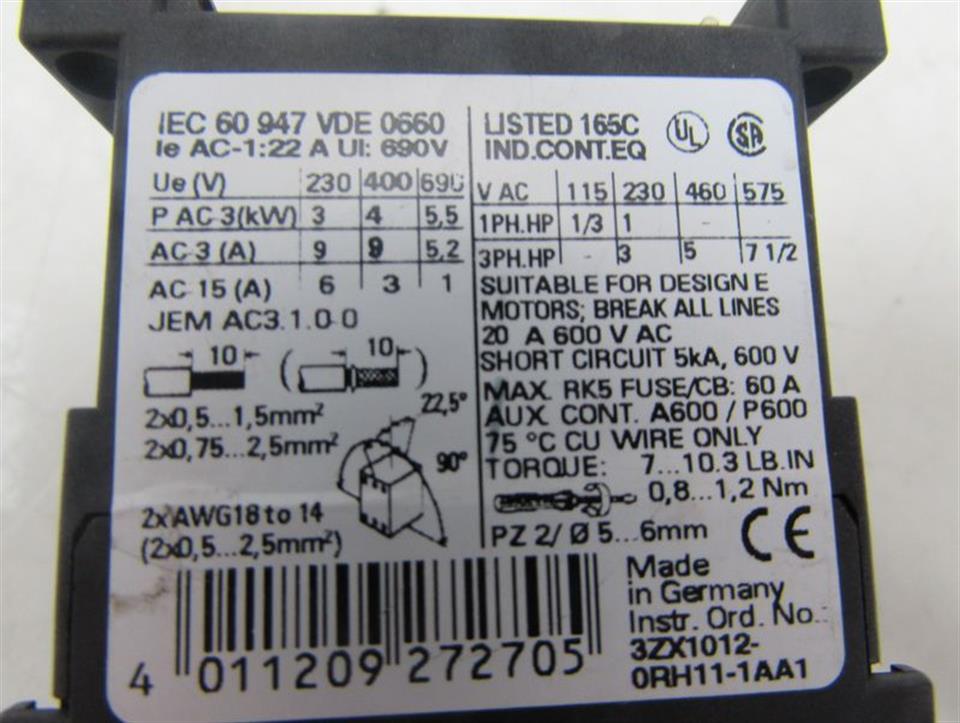 IEC 60 947 VDE 0660
Ie AC-1:22 A UI: 690V
Ue (V) 230 400 690
P AC 3(kW) 3 4 5,5
AC 3 (A) 9 9 5,2
AC 15 (A) 6 3 1
JEM AC3.1.0-0
10 ( 10 )
2x0,5...1,5mm²
2x0,75...2,5mm²
22,5°
90°
2xAWG18 to 14
(2x0,5...2,5mm²)
LISTED 165C UL SA
IND.CONT.EQ
V AC 115 230 460 575
1PH.HP 1/3 1 - -
3PH.HP - 3 5 7 1/2
SUITABLE FOR DESIGN E
MOTORS; BREAK ALL LINES
20 A 600 V AC
SHORT CIRCUIT 5kA, 600 V
MAX. RK5 FUSE/CB: 60 A
AUX. CONT. A600 / P600
75 °C CU WIRE ONLY
TORQUE: 7...10.3 LB.IN
0,8...1,2 Nm
PZ 2/ Ø 5...6mm CE
Made
in Germany
Instr. Ord. No.:
3ZX1012-
0RH11-1AA1
4 011209 272705